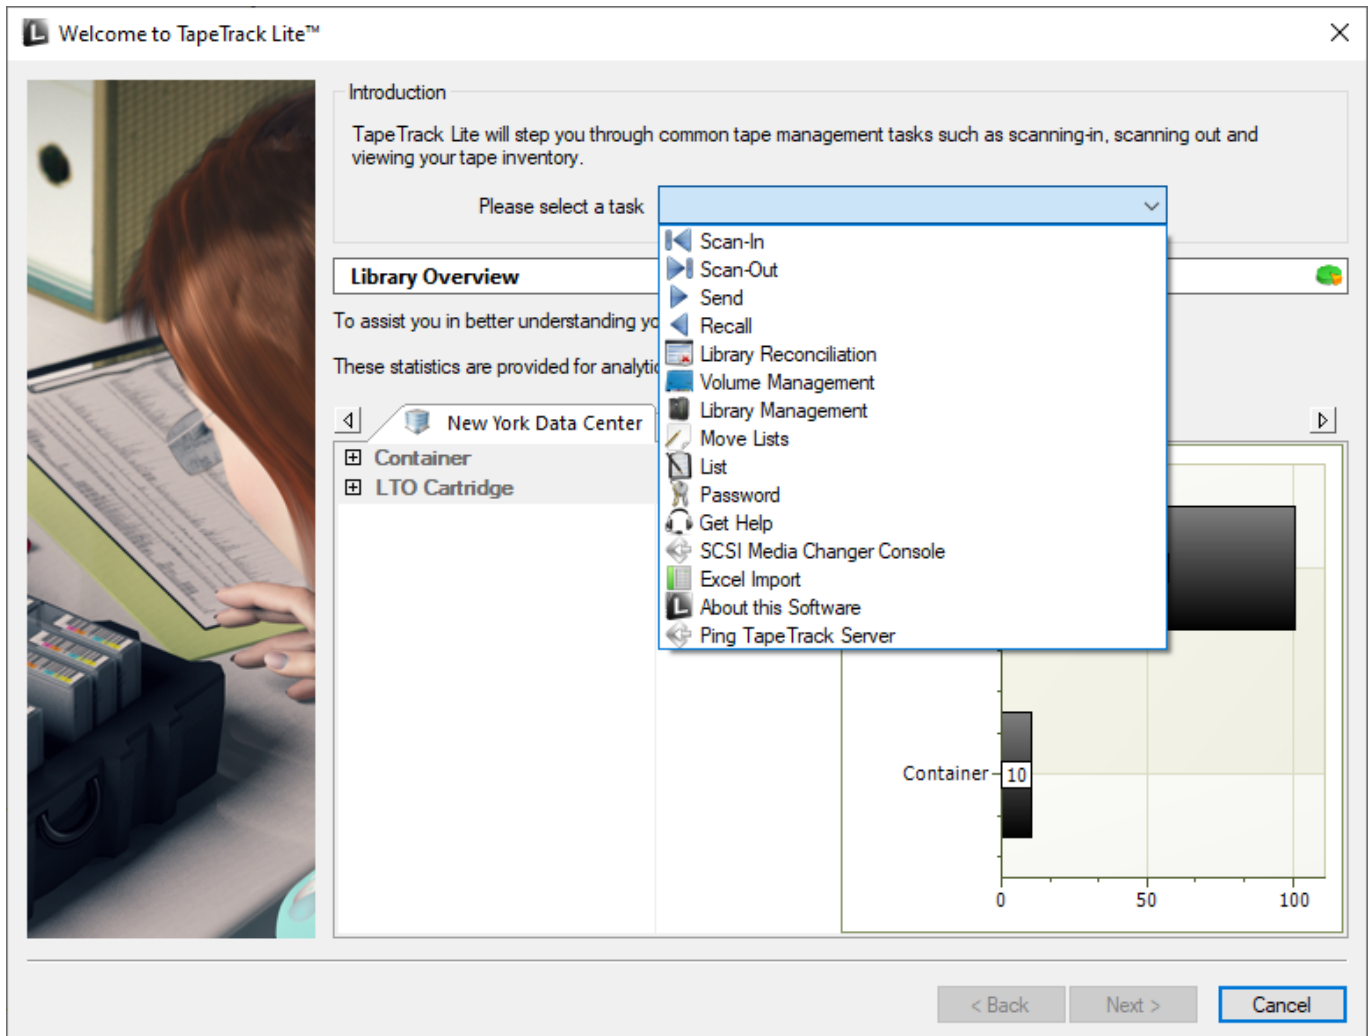 Welcome to TapeTrack Lite™
Introduction
TapeTrack Lite will step you through common tape management tasks such as scanning-in, scanning out and
viewing your tape inventory.
Please select a task
Scan-In
Scan-Out
Send
Recall
Library Reconciliation
Volume Management
Library Management
Move Lists
List
Password
Get Help
SCSI Media Changer Console
Excel Import
About this Software
Ping TapeTrack Server
Library Overview
To assist you in better understanding
These statistics are provided for
New York Data Center
Container
LTO Cartridge
Container
10
0 50 100
< Back Next > Cancel